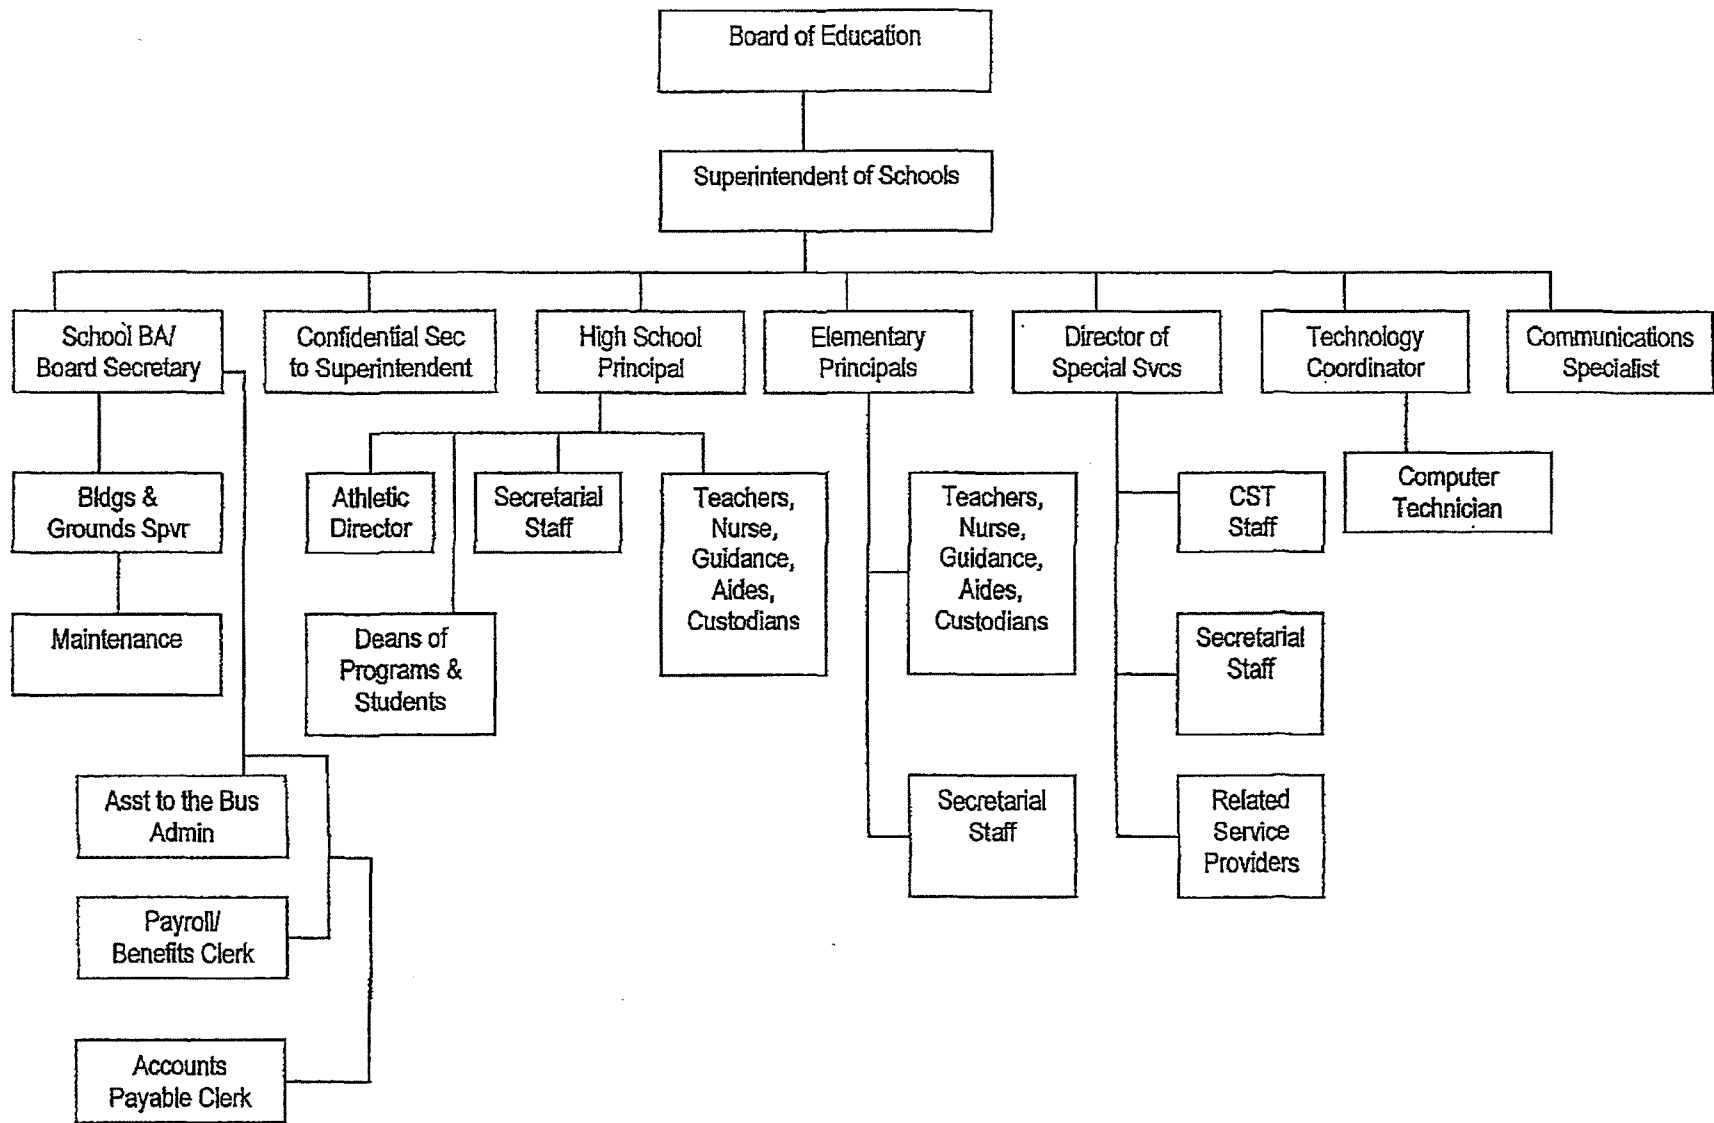 Board of Education
Superintendent of Schools
School BA/
Board Secretary
Confidential Sec
to Superintendent
High School
Principal
Elementary
Principals
Director of
Special Svcs
Technology
Coordinator
Communications
Specialist
Bldgs &
Grounds Spvr
Athletic
Director
Secretarial
Staff
Teachers,
Nurse,
Guidance,
Aides,
Custodians
Teachers,
Nurse,
Guidance,
Aides,
Custodians
CST
Staff
Computer
Technician
Maintenance
Deans of
Programs &
Students
Secretarial
Staff
Asst to the Bus
Admin
Secretarial
Staff
Related
Service
Providers
Payroll/
Benefits Clerk
Accounts
Payable Clerk